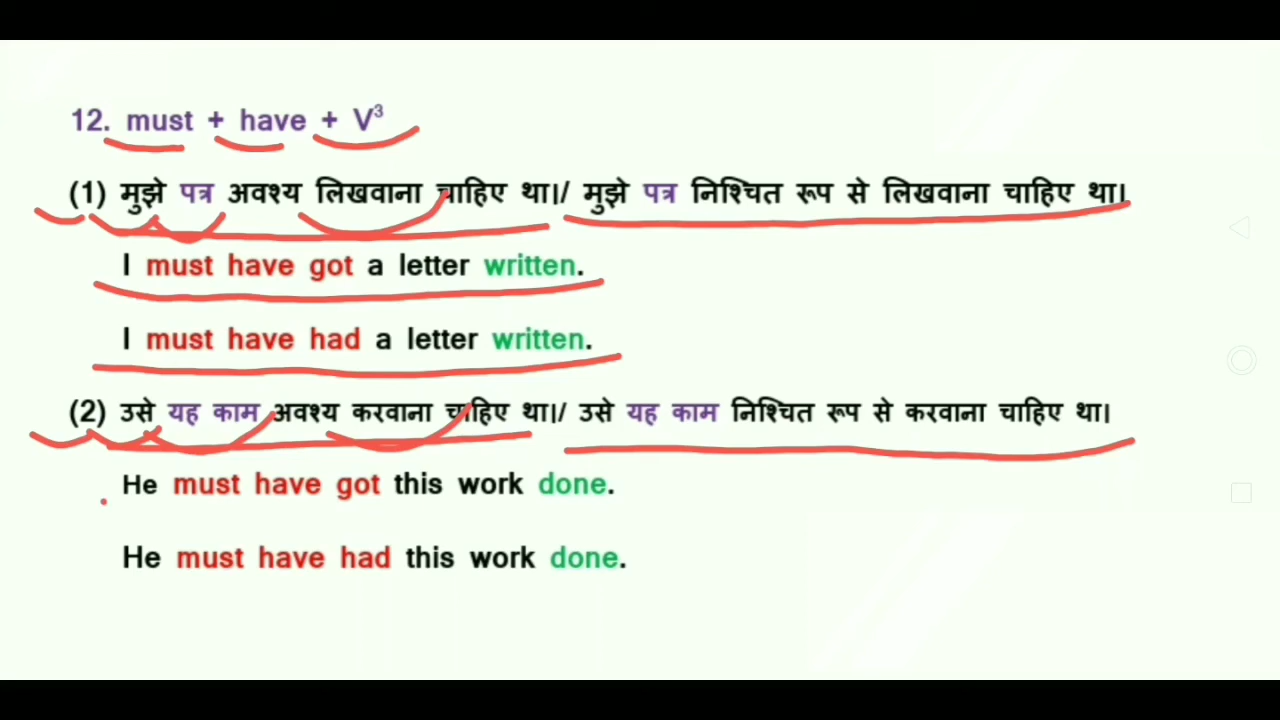 12. must + have + V³
(1) मुझे पत्र अवश्य लिखवाना चाहिए था।/ मुझे पत्र निश्चित रूप से लिखवाना चाहिए था।
I must have got a letter written.
I must have had a letter written.
(2) उसे यह काम अवश्य करवाना चाहिए था।/ उसे यह काम निश्चित रूप से करवाना चाहिए था।
He must have got this work done.
He must have had this work done.